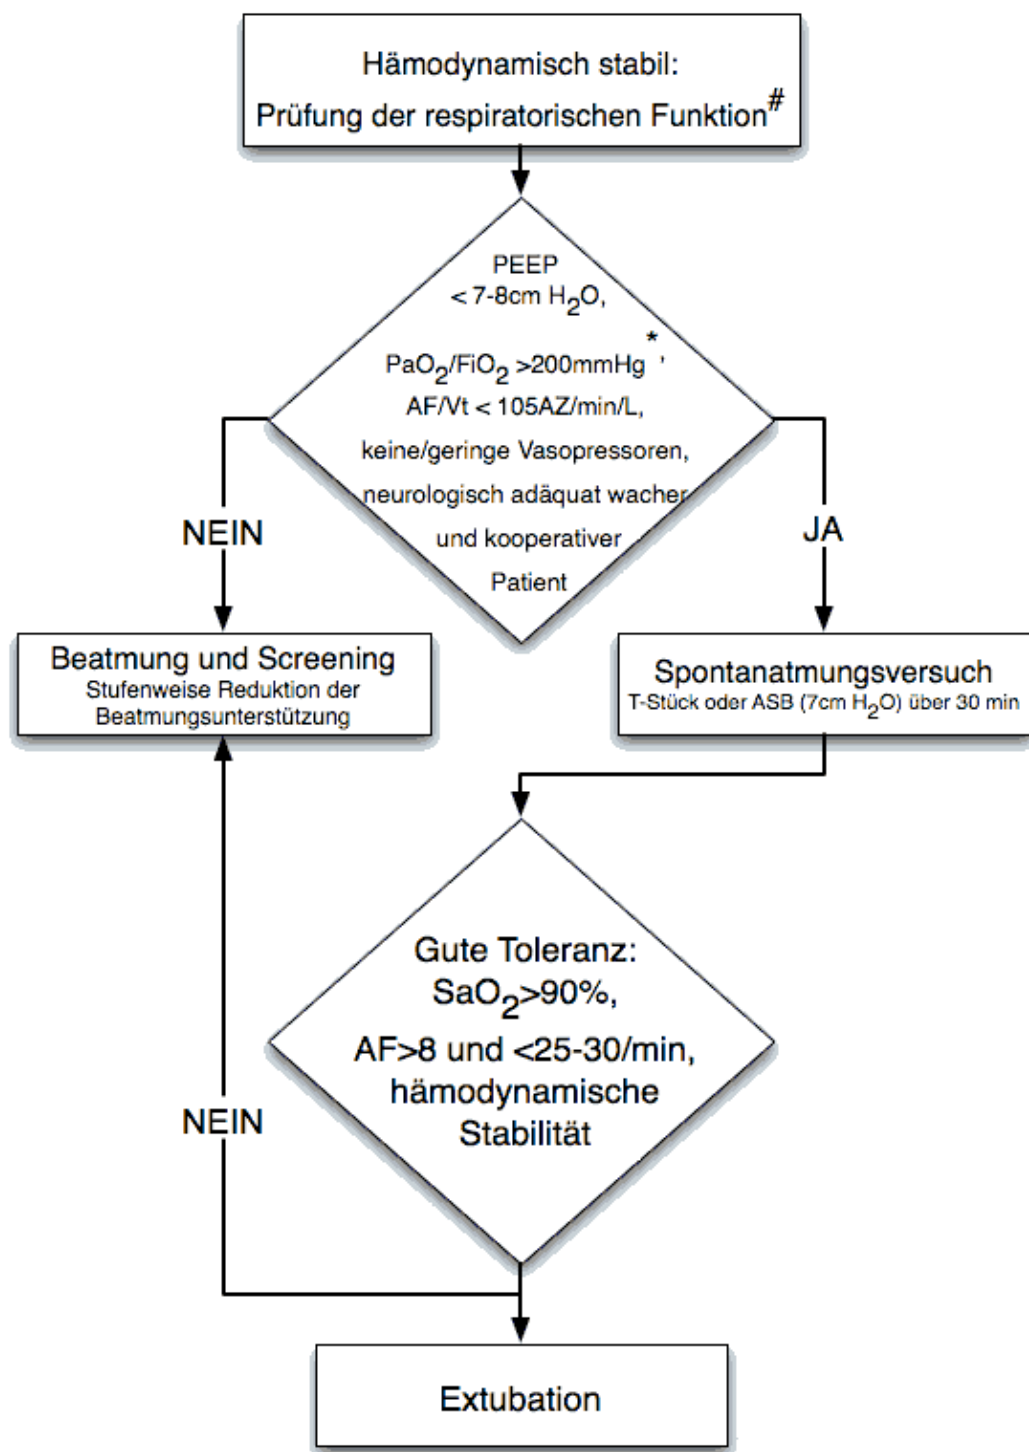 Hämodynamisch stabil:
Prüfung der respiratorischen Funktion#
PEEP
< 7-8cm H2O,
PaO2/FiO2 >200mmHg*,
AF/Vt < 105AZ/min/L,
keine/geringe Vasopressoren,
neurologisch adäquat wacher
und kooperativer
Patient
NEIN
JA
Beatmung und Screening
Stufenweise Reduktion der
Beatmungsunterstützung
Spontanatmungsversuch
T-Stück oder ASB (7cm H2O) über 30 min
Gute Toleranz:
SaO2>90%,
AF>8 und <25-30/min,
hämodynamische
Stabilität
NEIN
Extubation